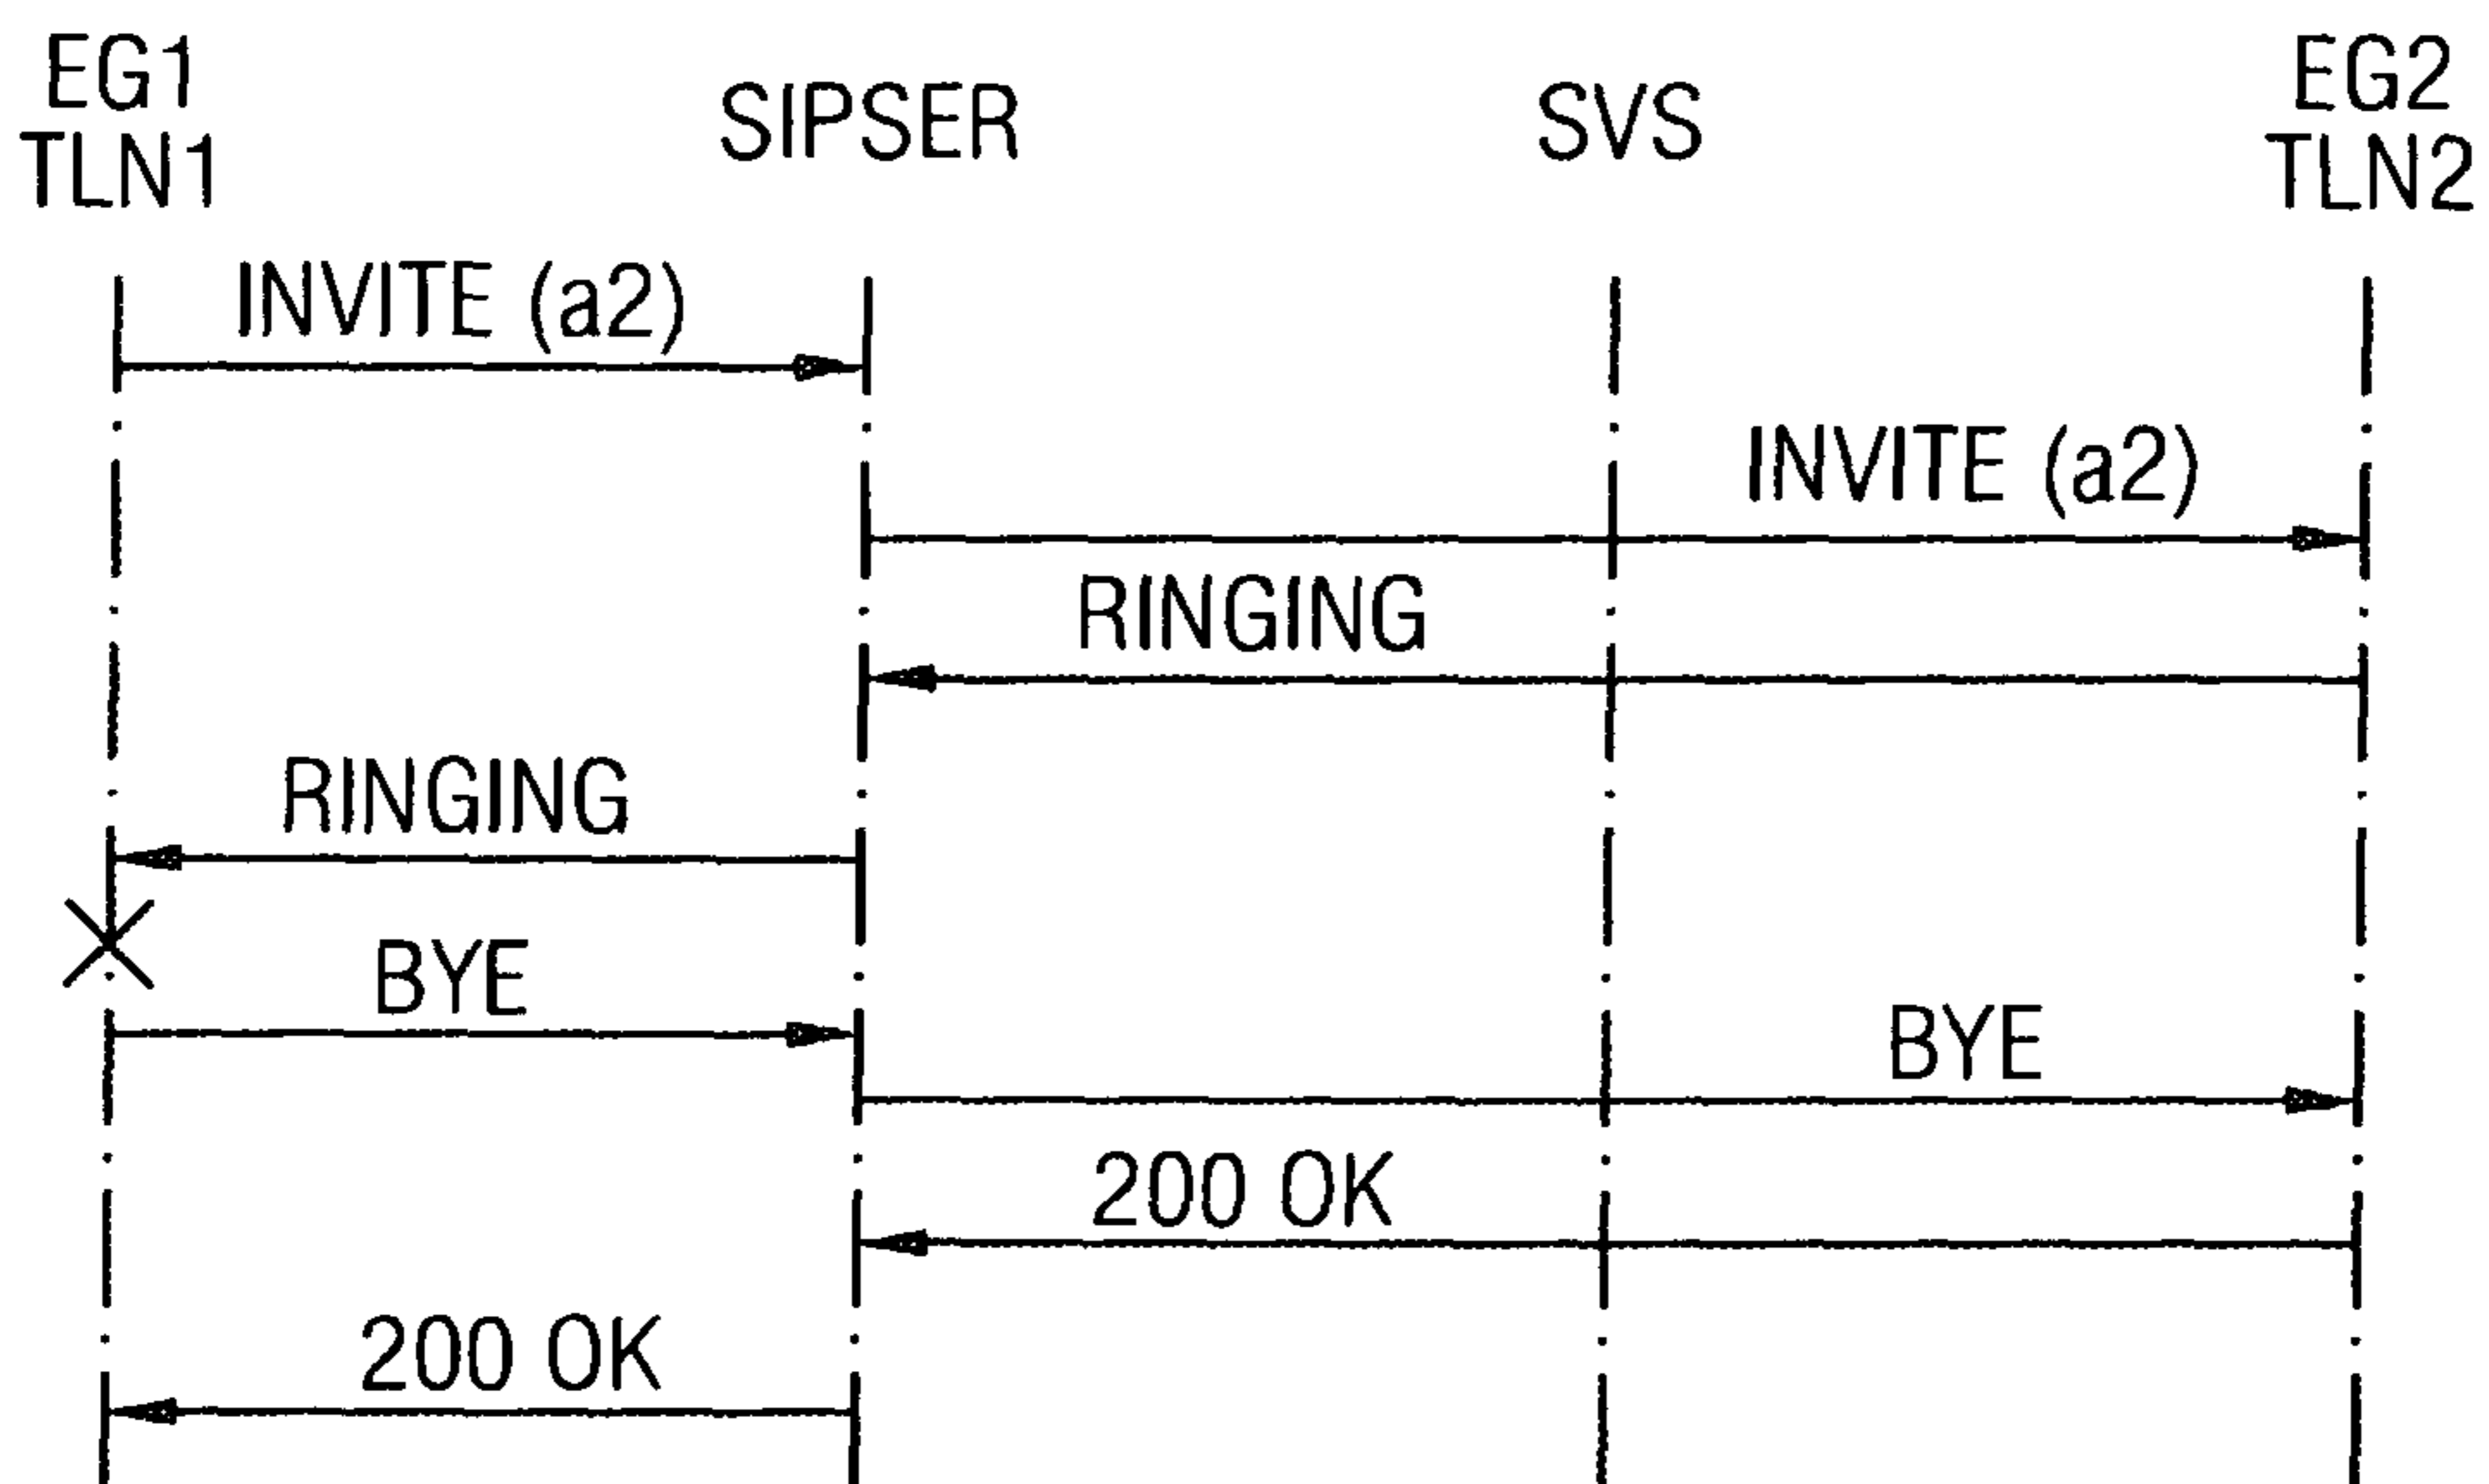 EG1
TLN1
SIPSER
SVS
EG2
TLN2
INVITE (a2)
INVITE (a2)
RINGING
RINGING
BYE
BYE
200 OK
200 OK